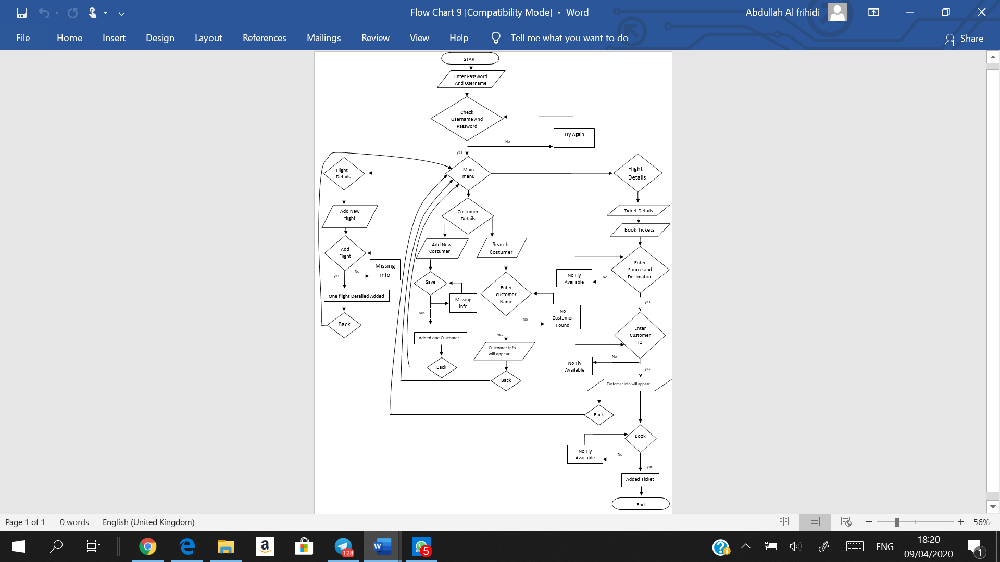 Flow Chart 9 [Compatibility Mode] - Word
Abdullah Al frihidi
File Home Insert Design Layout References Mailings Review View Help Tell me what you want to do Share
START
Enter Password
And Username
Check
Username And
Password
Try Again
No
yes
Main
menu
Flight
Details
Add New
flight
Add
Flight
Missing
info
No
yes
One flight Detailed Added
Back
Costumer
Details
Add New
Costumer
Save
Missing
info
yes
Added one Customer
Back
Search
Costumer
Enter
customer
Name
No
Customer
Found
No
yes
Customer Info
will appear
Back
Flight
Details
Ticket Details
Book Tickets
Enter
Source and
Destination
No Fly
Available
No
yes
Enter
Customer
ID
No Fly
Available
No
yes
Customer Info will appear
Back
Book
No Fly
Available
No
yes
Added Ticket
End
Page 1 of 1 0 words English (United Kingdom)
56%
a
128
W
5
ENG
18:20
09/04/2020
1